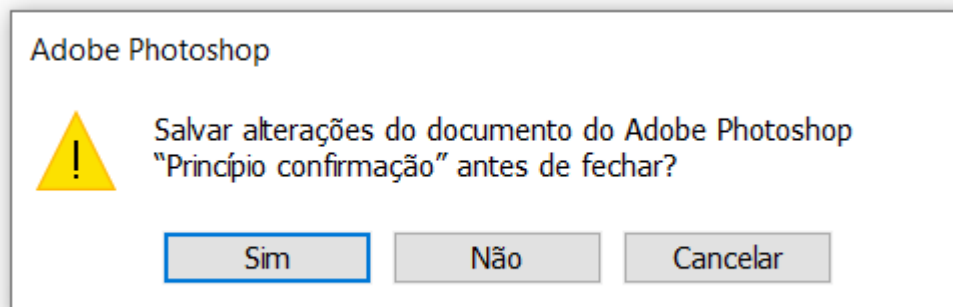 Adobe Photoshop
!
Salvar alterações do documento do Adobe Photoshop
“Princípio confirmação” antes de fechar?
Sim Não Cancelar